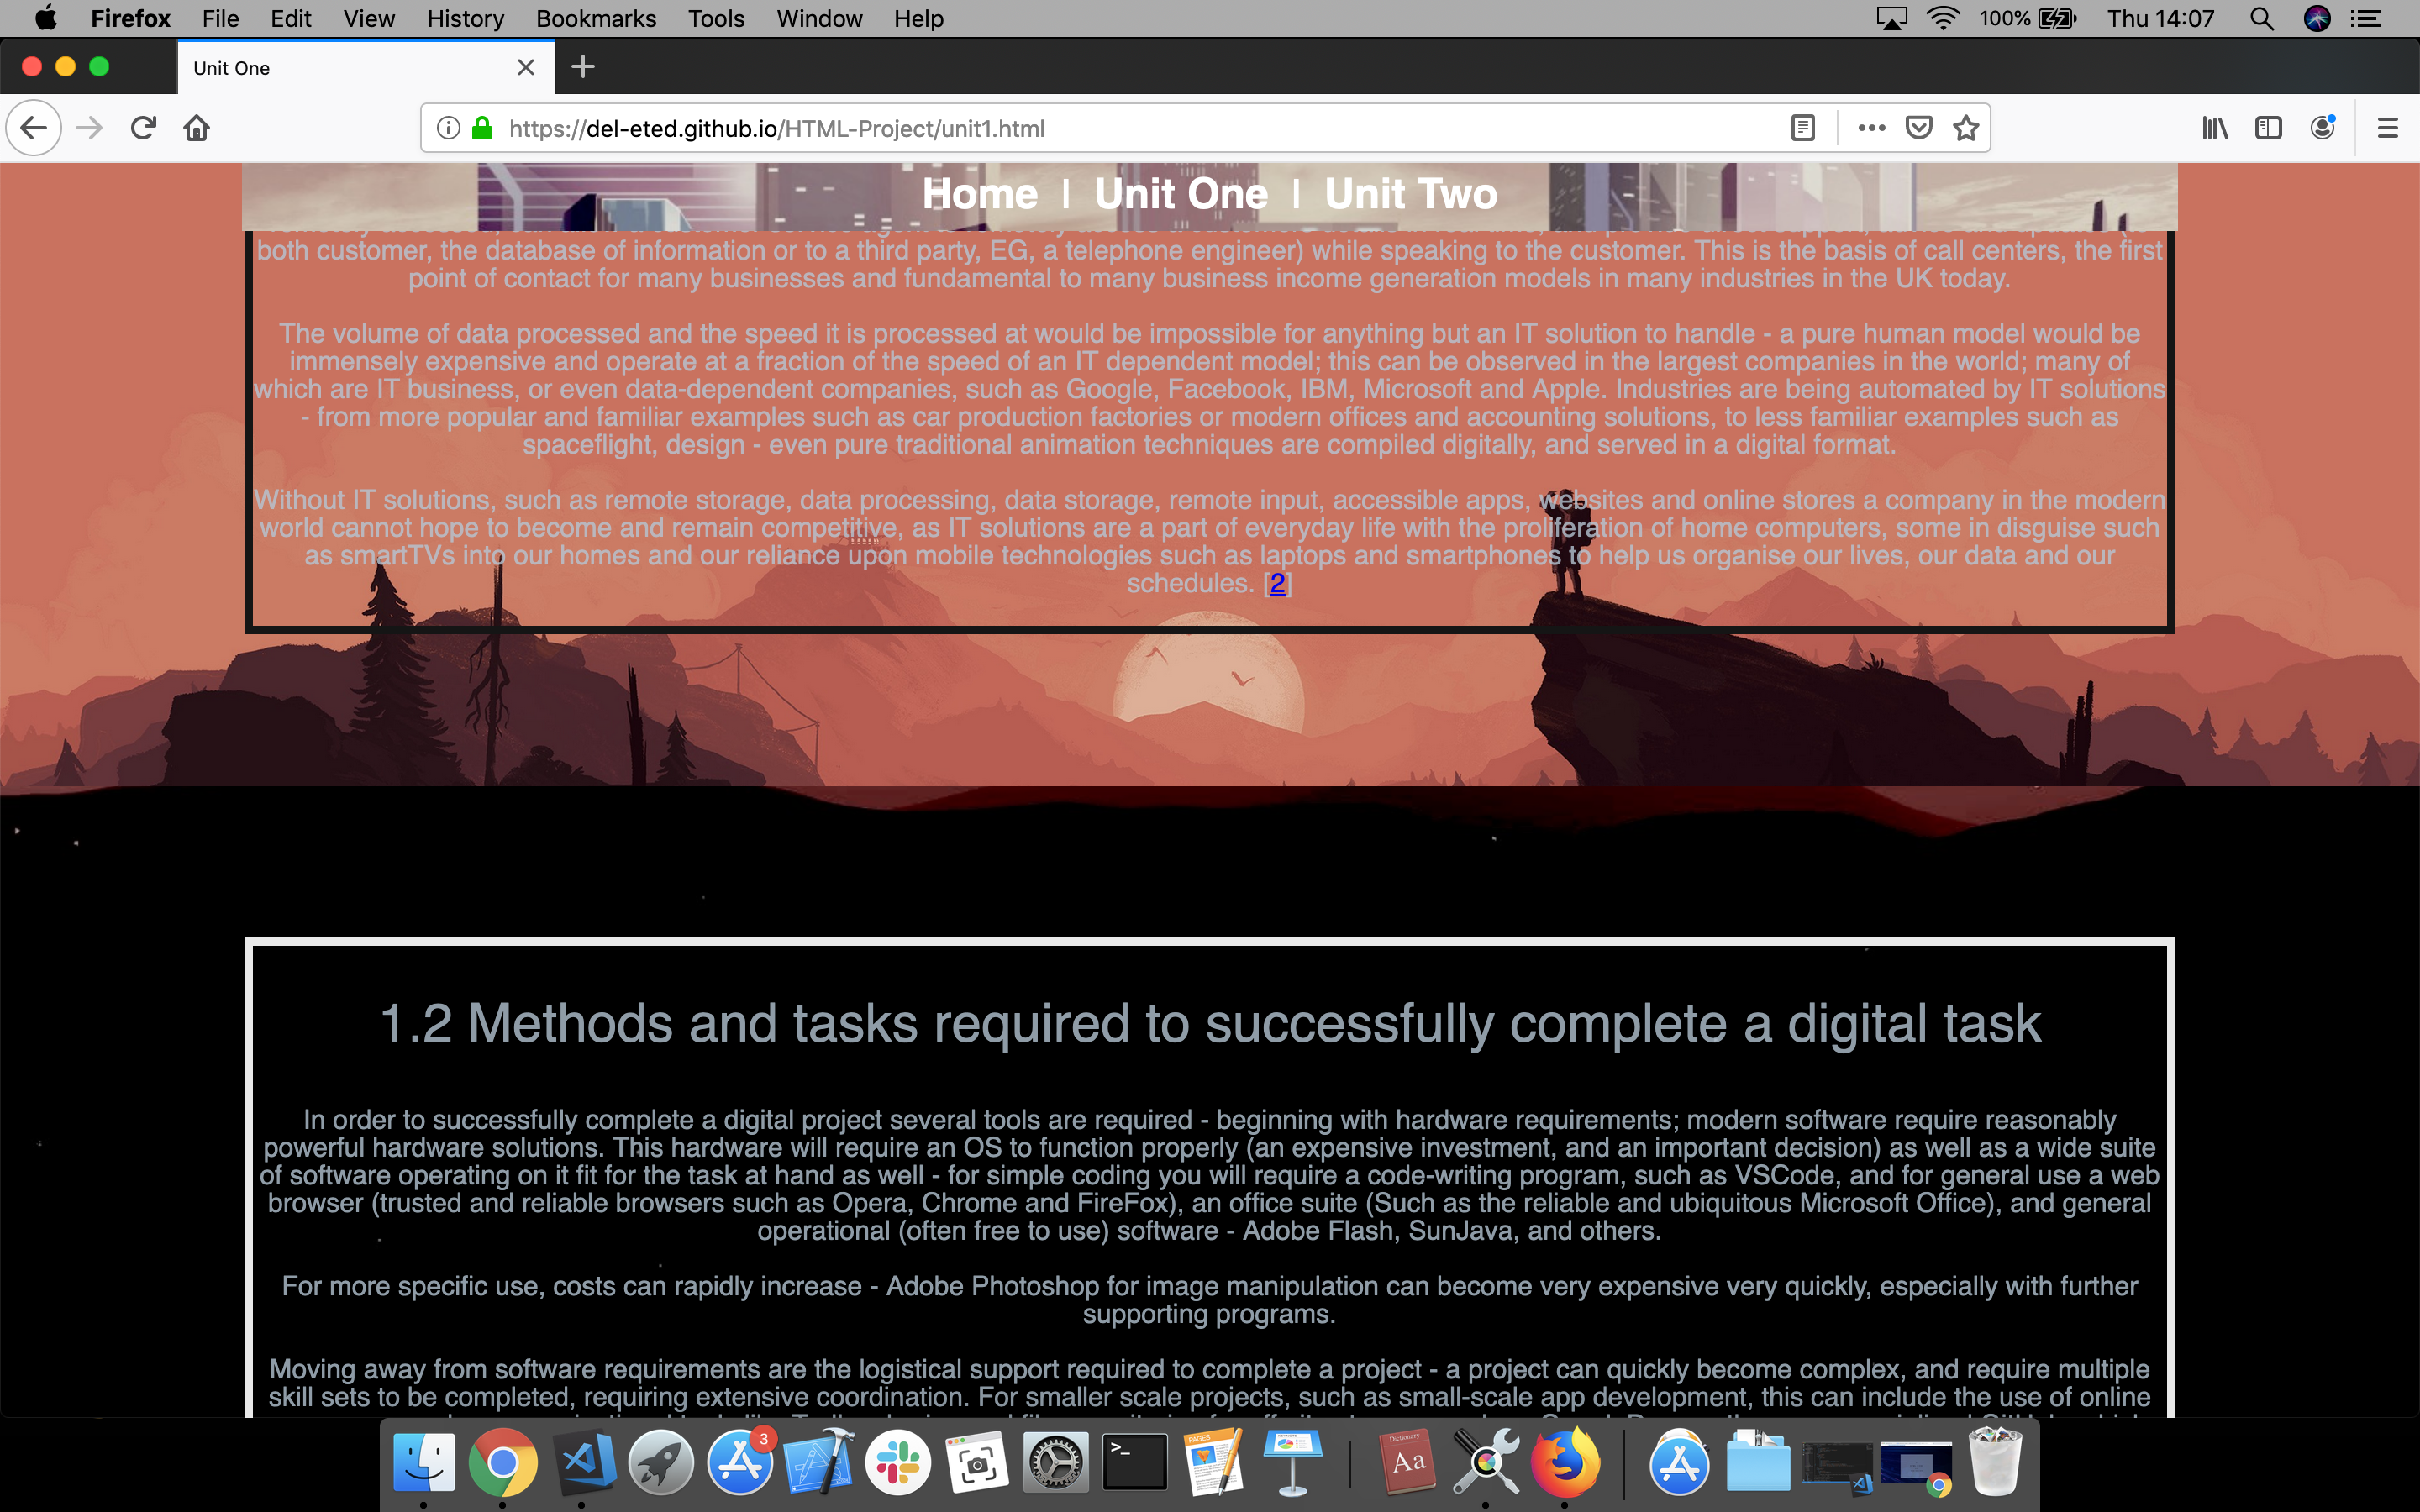 Firefox File Edit View History Bookmarks Tools Window Help 100% Thu 14:07
Unit One
https://del-eted.github.io/HTML-Project/unit1.html
Home | Unit One | Unit Two
both customer, the database of information or to a third party, EG, a telephone engineer) while speaking to the customer. This is the basis of call centers, the first
point of contact for many businesses and fundamental to many business income generation models in many industries in the UK today.
The volume of data processed and the speed it is processed at would be impossible for anything but an IT solution to handle - a pure human model would be
immensely expensive and operate at a fraction of the speed of an IT dependent model; this can be observed in the largest companies in the world; many of
which are IT business, or even data-dependent companies, such as Google, Facebook, IBM, Microsoft and Apple. Industries are being automated by IT solutions
- from more popular and familiar examples such as car production factories or modern offices and accounting solutions, to less familiar examples such as
spaceflight, design - even pure traditional animation techniques are compiled digitally, and served in a digital format.
Without IT solutions, such as remote storage, data processing, data storage, remote input, accessible apps, websites and online stores a company in the modern
world cannot hope to become and remain competitive, as IT solutions are a part of everyday life with the proliferation of home computers, some in disguise such
as smartTVs into our homes and our reliance upon mobile technologies such as laptops and smartphones to help us organise our lives, our data and our
schedules. [2]
1.2 Methods and tasks required to successfully complete a digital task
In order to successfully complete a digital project several tools are required - beginning with hardware requirements; modern software require reasonably
powerful hardware solutions. This hardware will require an OS to function properly (an expensive investment, and an important decision) as well as a wide suite
of software operating on it fit for the task at hand as well - for simple coding you will require a code-writing program, such as VSCode, and for general use a web
browser (trusted and reliable browsers such as Opera, Chrome and FireFox), an office suite (Such as the reliable and ubiquitous Microsoft Office), and general
operational (often free to use) software - Adobe Flash, SunJava, and others.
For more specific use, costs can rapidly increase - Adobe Photoshop for image manipulation can become very expensive very quickly, especially with further
supporting programs.
Moving away from software requirements are the logistical support required to complete a project - a project can quickly become complex, and require multiple
skill sets to be completed, requiring extensive coordination. For smaller scale projects, such as small-scale app development, this can include the use of online
3
>_
PAGES
Dictionary
Aa